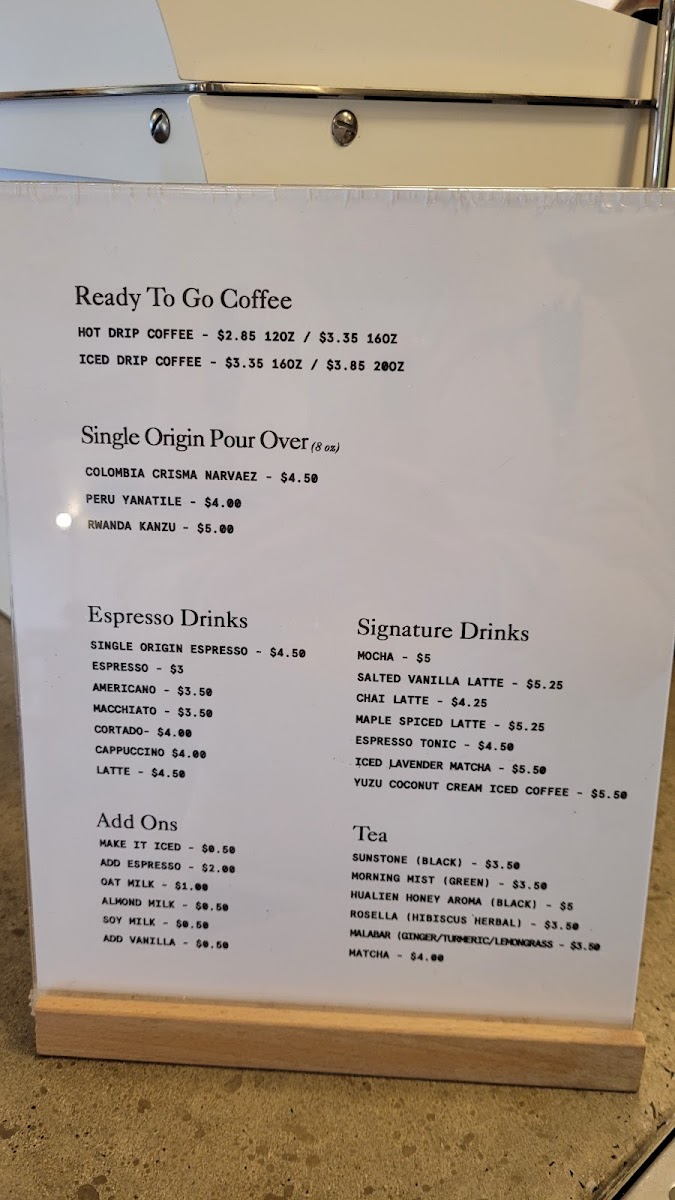 Ready To Go Coffee
HOT DRIP COFFEE - $2.85 12OZ / $3.35 16OZ
ICED DRIP COFFEE - $3.35 16OZ / $3.85 20OZ
Single Origin Pour Over (8 oz)
COLOMBIA CRISMA NARVAEZ - $4.50
PERU YANATILE - $4.00
RWANDA KANZU - $5.00
Espresso Drinks
SINGLE ORIGIN ESPRESSO - $4.50
ESPRESSO - $3
AMERICANO - $3.50
MACCHIATO - $3.50
CORTADO- $4.00
CAPPUCCINO $4.00
LATTE - $4.50
Signature Drinks
MOCHA - $5
SALTED VANILLA LATTE - $5.25
CHAI LATTE - $4.25
MAPLE SPICED LATTE - $5.25
ESPRESSO TONIC - $4.50
ICED LAVENDER MATCHA - $5.50
YUZU COCONUT CREAM ICED COFFEE - $5.50
Add Ons
MAKE IT ICED - $0.50
ADD ESPRESSO - $2.00
OAT MILK - $1.00
ALMOND MILK - $0.50
SOY MILK - $0.50
ADD VANILLA - $0.50
Tea
SUNSTONE (BLACK) - $3.50
MORNING MIST (GREEN) - $3.50
HUALIEN HONEY AROMA (BLACK) - $5
ROSELLA (HIBISCUS HERBAL) - $3.50
MALABAR (GINGER/TURMERIC/LEMONGRASS - $3.50
MATCHA - $4.00